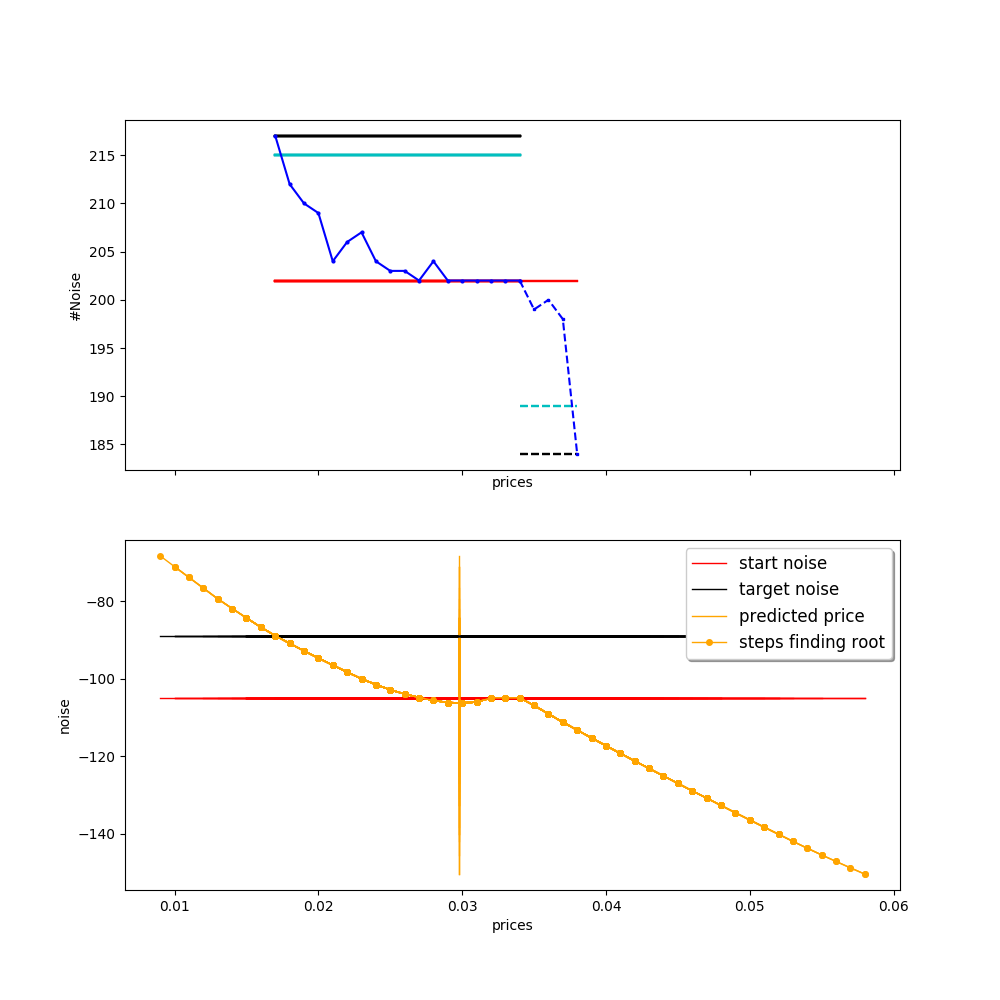 215
210
205
200
195
190
185
#Noise
prices
−80
−100
−120
−140
noise
start noise
target noise
predicted price
steps finding root
0.01 0.02 0.03 0.04 0.05 0.06
prices